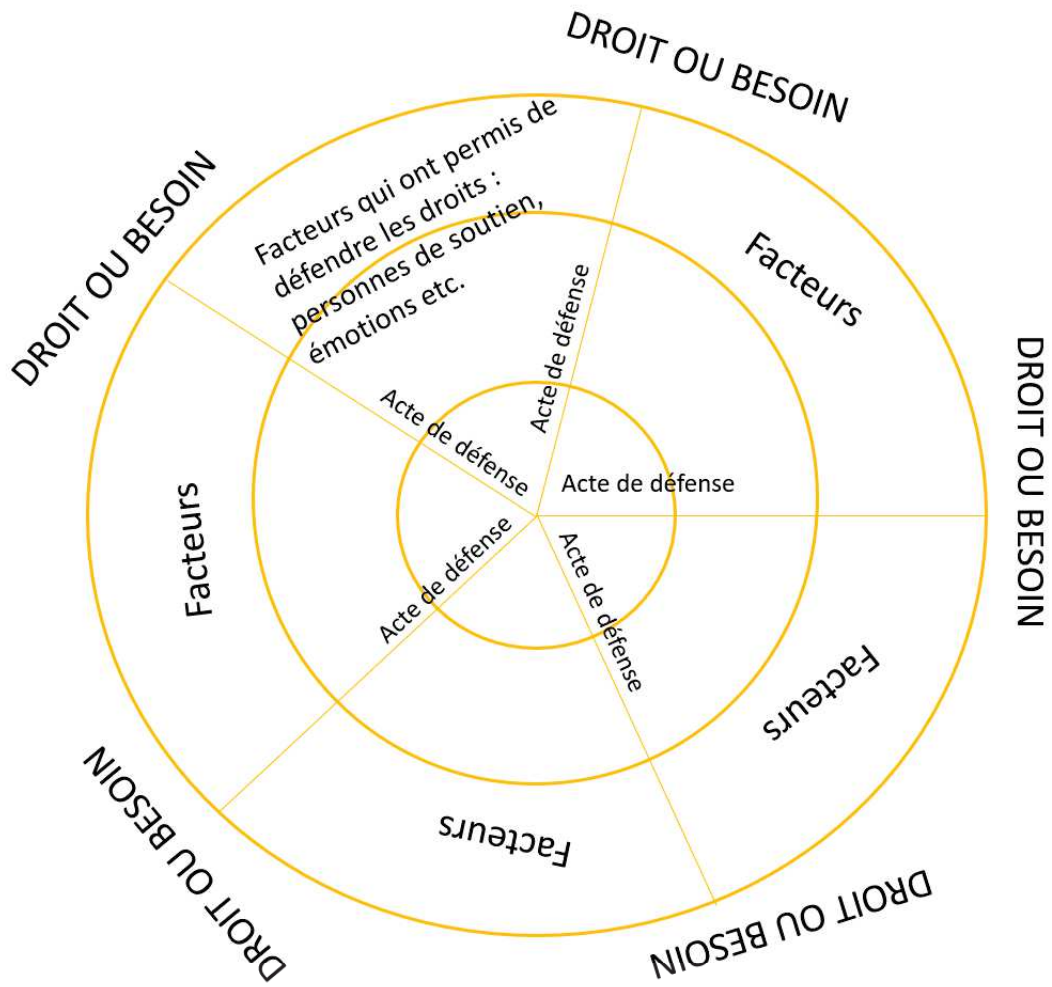 DROIT OU BESOIN
DROIT OU BESOIN
Facteurs qui ont permis de
défendre les droits :
personnes de soutien,
émotions etc.
Facteurs
Acte de défense
Acte de défense
Acte de défense
DROIT OU BESOIN
Facteurs
Acte de défense
Acte de défense
Facteurs
Facteurs
DROIT OU BESOIN
DROIT OU BESOIN